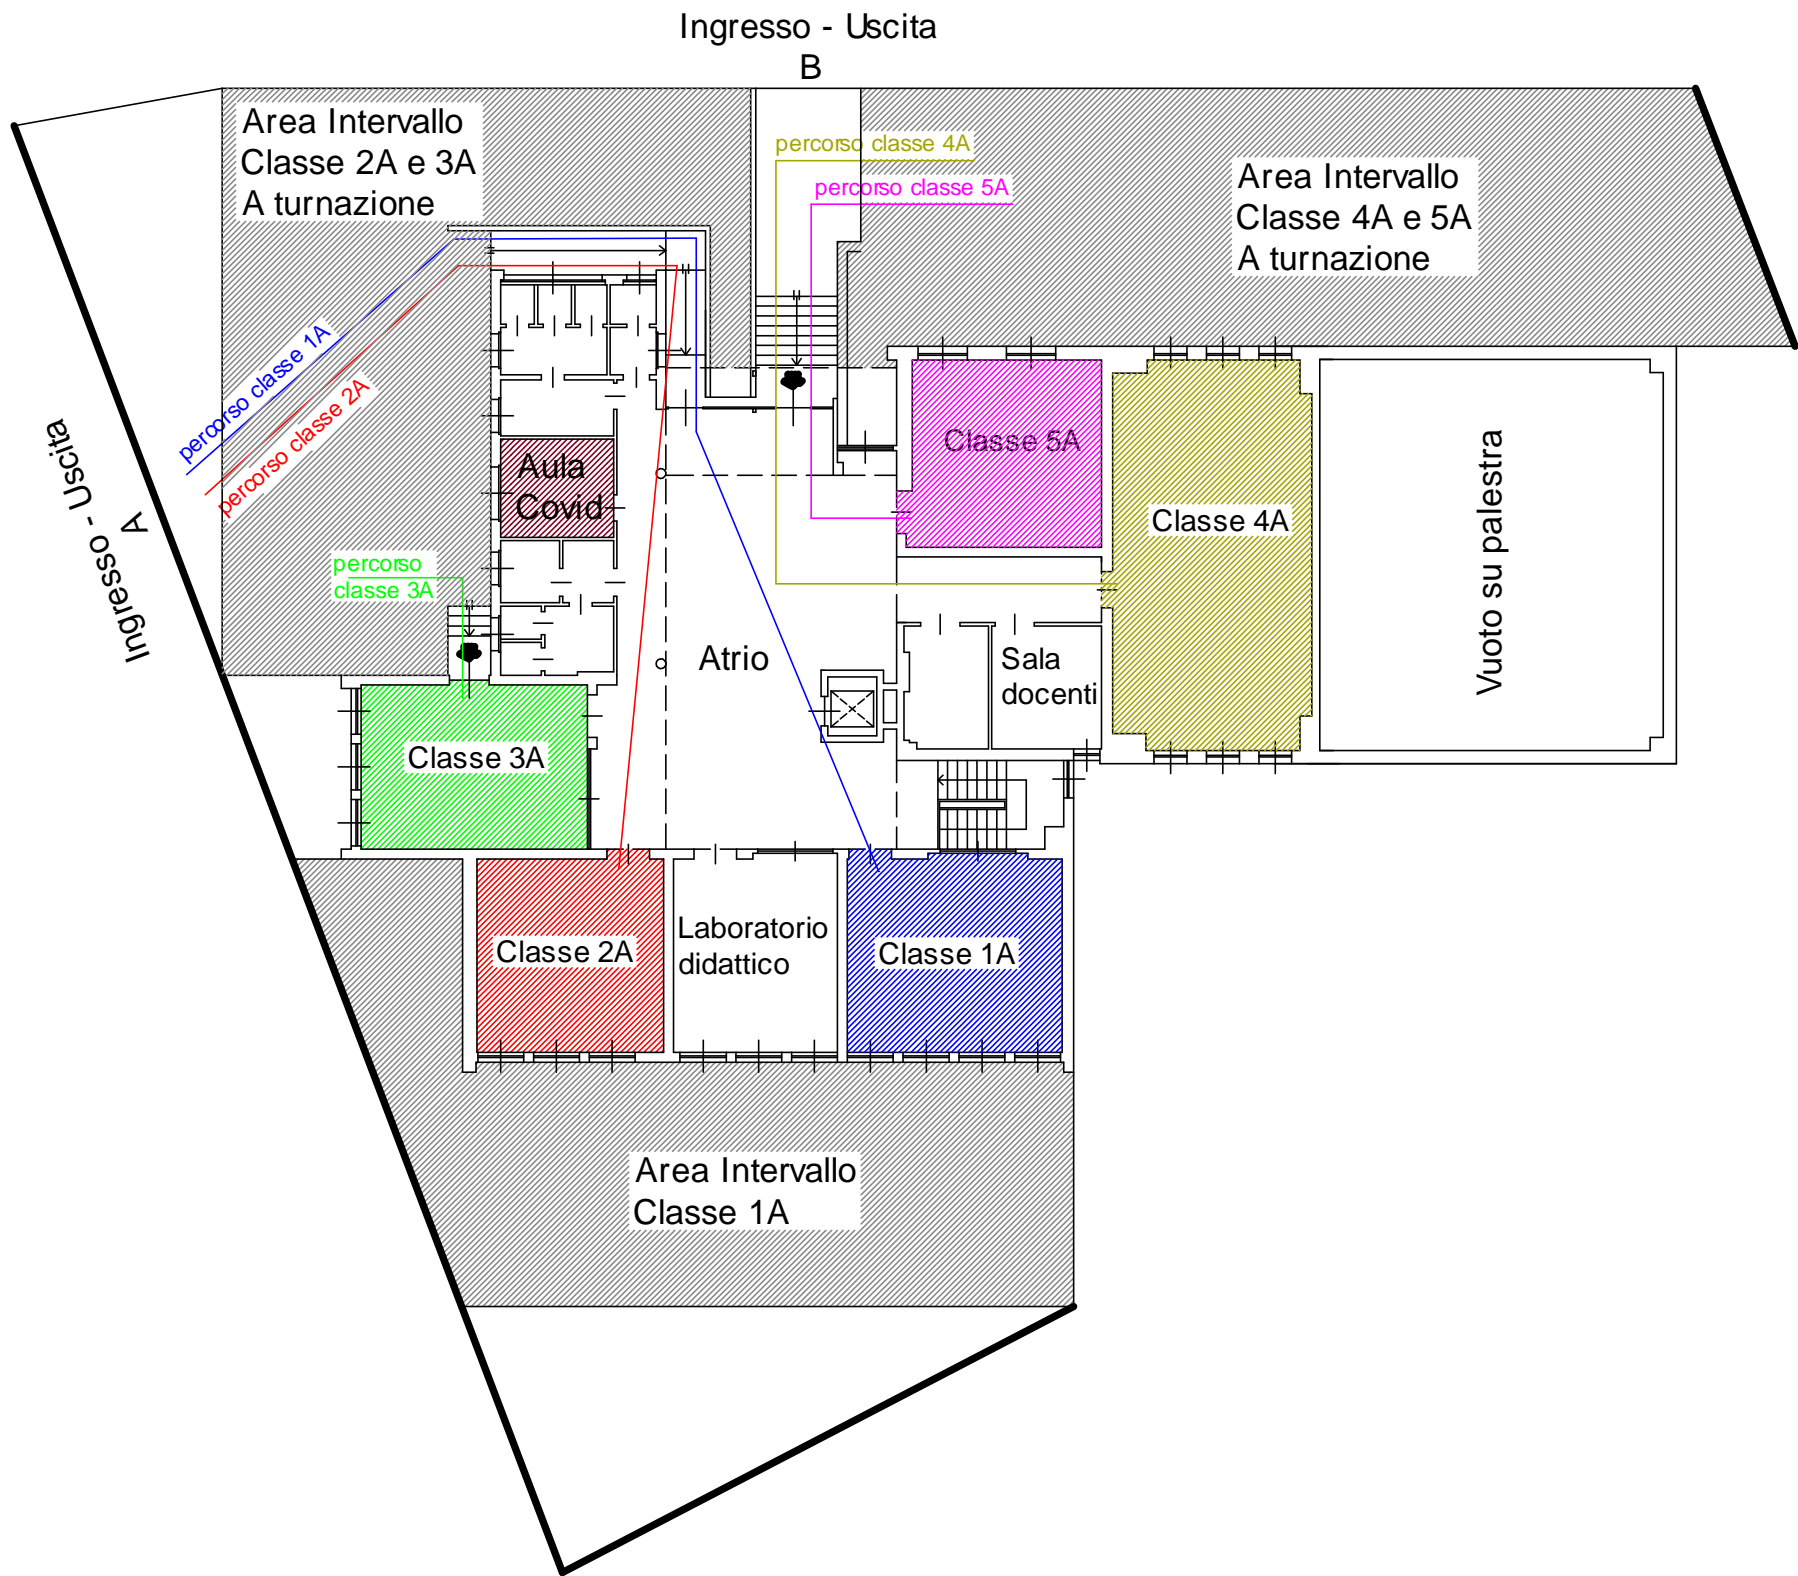 Ingresso - Uscita
B
Area Intervallo
Classe 2A e 3A
A turnazione
percorso classe 4A
percorso classe 5A
Area Intervallo
Classe 4A e 5A
A turnazione
percorso classe 1A
percorso classe 2A
Ingresso - Uscita
A
Aula
Covid
Classe 5A
Classe 4A
Vuoto su palestra
percorso
classe 3A
Atrio
Sala
docenti
Classe 3A
Classe 2A
Laboratorio
didattico
Classe 1A
Area Intervallo
Classe 1A